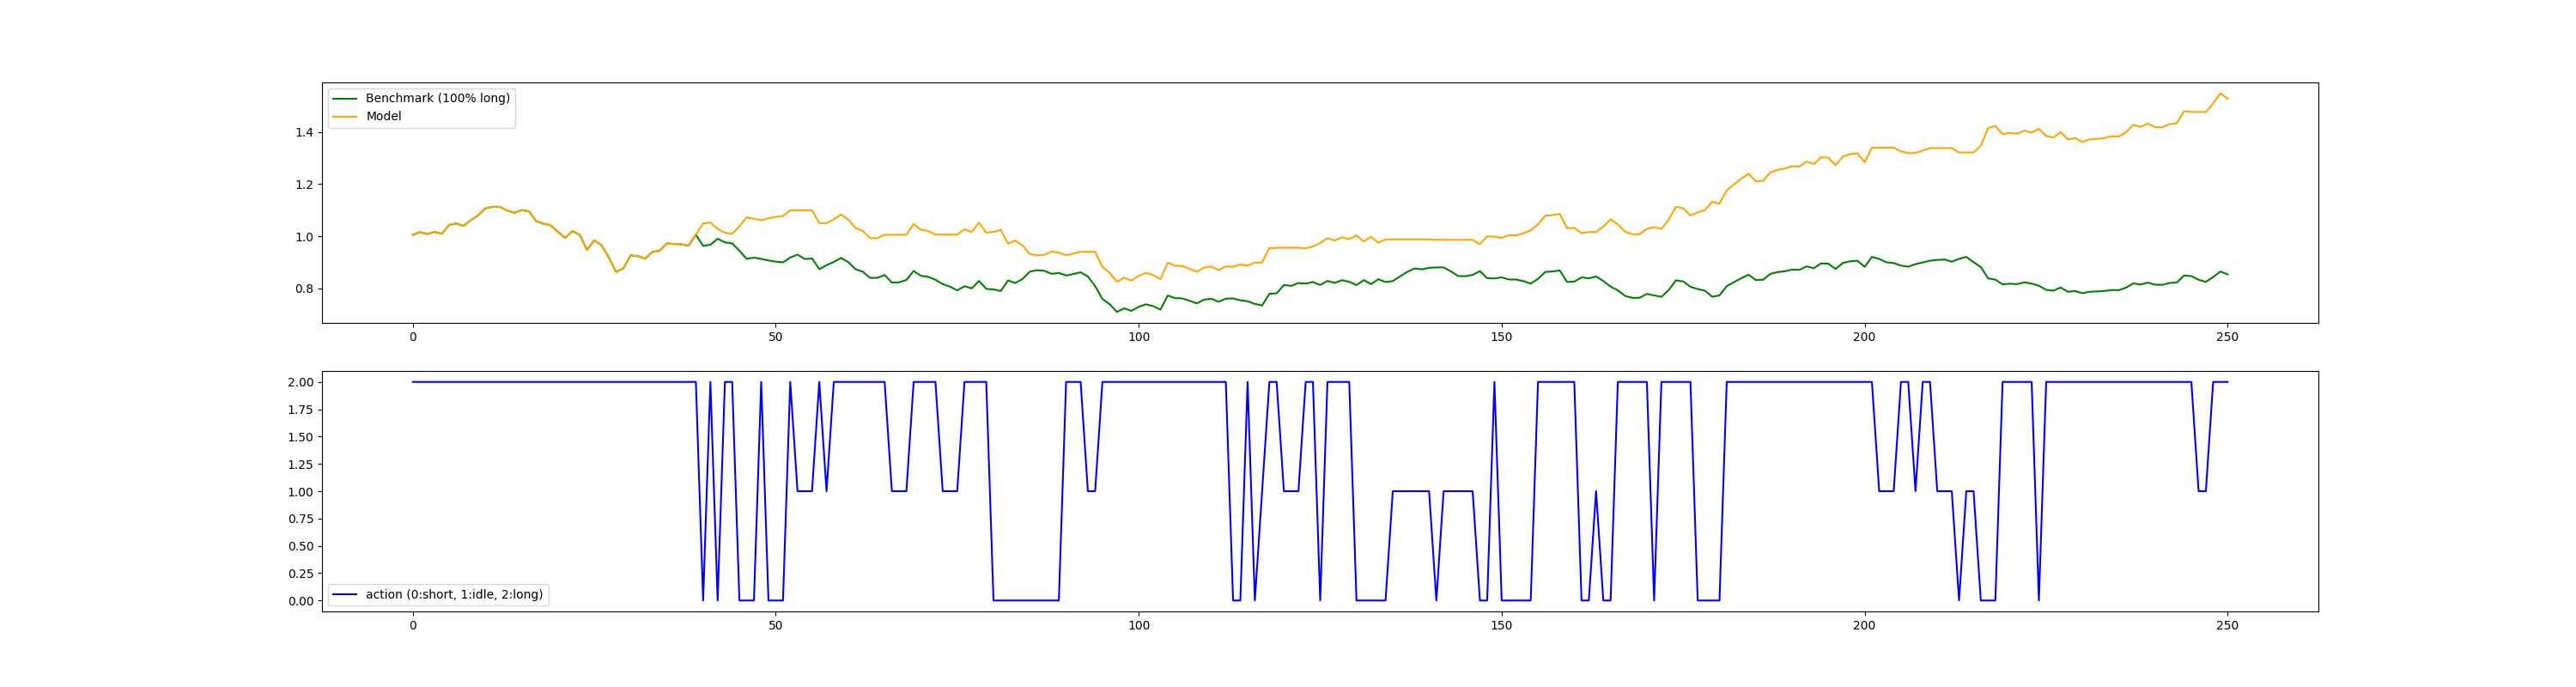 Benchmark (100% long)
Model
1.4
1.2
1.0
0.8
0 50 100 150 200 250
2.00
1.75
1.50
1.25
1.00
0.75
0.50
0.25
0.00
action (0:short, 1:idle, 2:long)
0 50 100 150 200 250